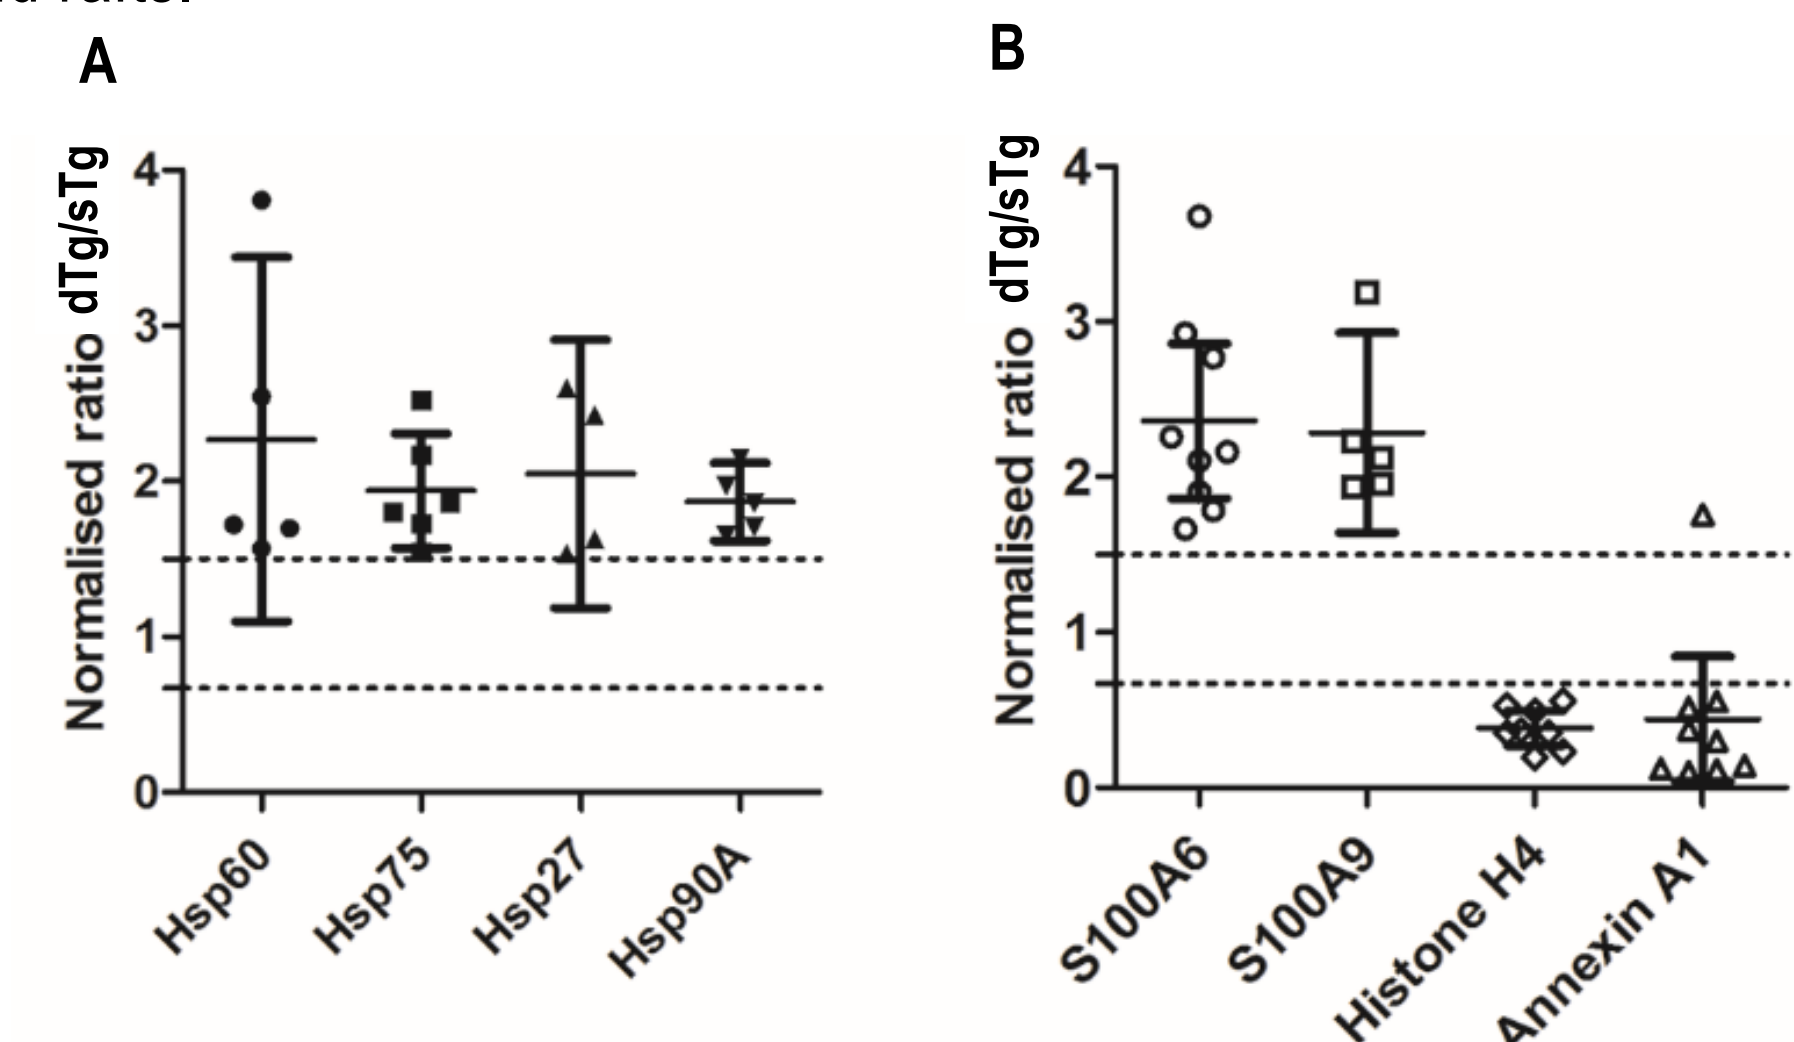 A
B
Normalised ratio dTg/sTg
4
3
2
1
0
Hsp60
Hsp75
Hsp27
Hsp90A
Normalised ratio dTg/sTg
4
3
2
1
0
S100A6
S100A9
Histone H4
Annexin A1